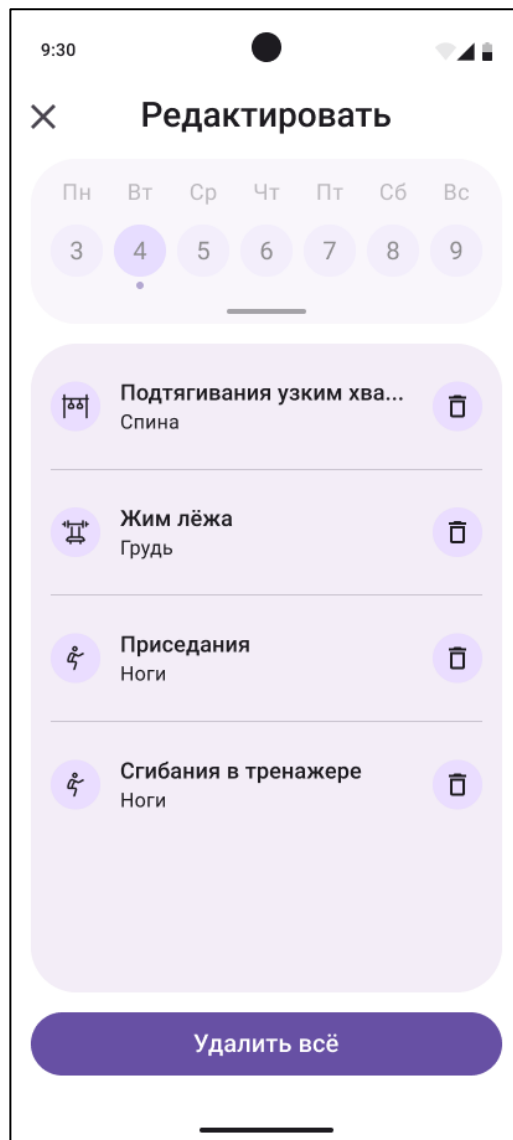 9:30
Редактировать
Пн Вт Ср Чт Пт Сб Вс
3 4 5 6 7 8 9
Подтягивания узким хва...
Спина
Жим лёжа
Грудь
Приседания
Ноги
Сгибания в тренажере
Ноги
Удалить всё